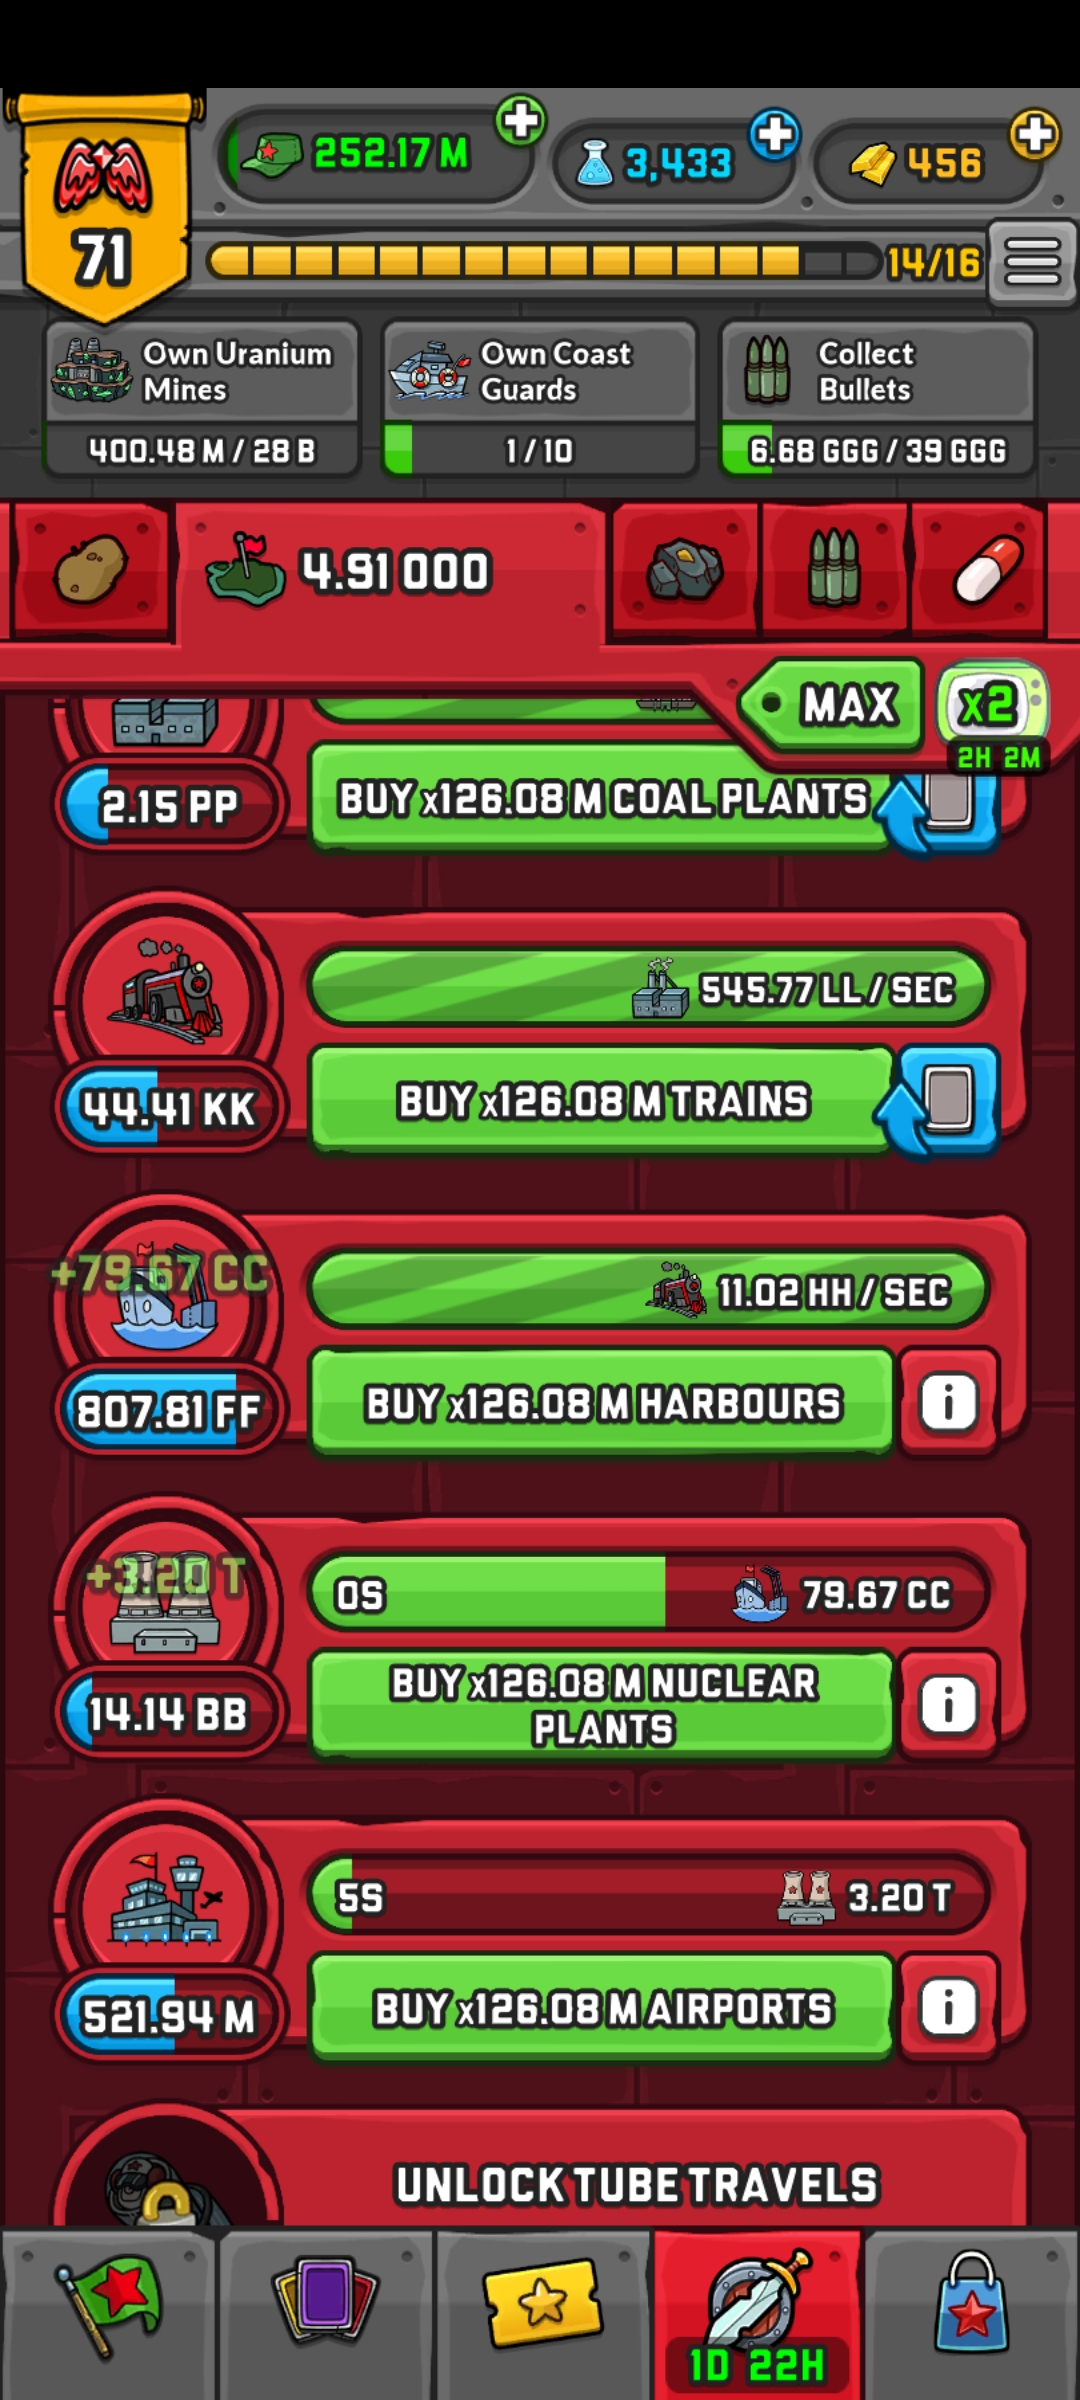 252.17 M
3,433
456
71
14/16
Own Uranium
Mines
400.48 M / 28 B
Own Coast
Guards
1 / 10
Collect
Bullets
6.68 GGG / 39 GGG
4.91 000
MAX
x2
2H 2M
2.15 PP
BUY x126.08 M COAL PLANTS
545.77 LL / SEC
44.41 KK
BUY x126.08 M TRAINS
+79.67 CC
11.02 HH / SEC
807.81 FF
BUY x126.08 M HARBOURS
i
+3.20 T
0S
79.67 CC
14.14 BB
BUY x126.08 M NUCLEAR
PLANTS
i
5S
3.20 T
521.94 M
BUY x126.08 M AIRPORTS
i
UNLOCK TUBE TRAVELS
1D 22H